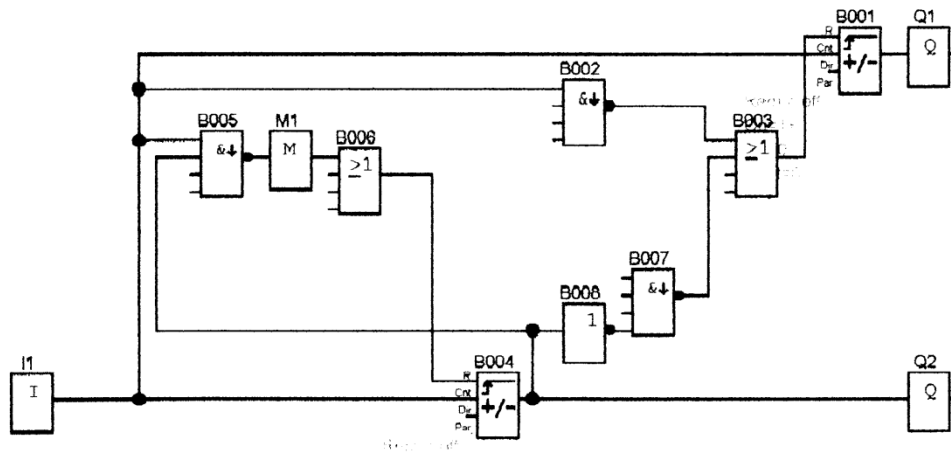 B001
Q1
R
Cnt
Dir
Par
+/-
Q
B002
&↓
B003
≥1
B005
&↓
M1
M
B006
≥1
B007
&↓
B008
1
I1
I
B004
R
Cnt
Dir
Par
+/-
Q2
Q